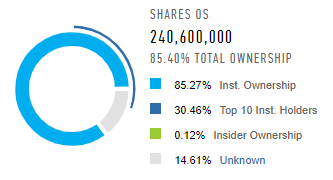 SHARES OS
240,600,000
85.40% TOTAL OWNERSHIP
85.27% Inst. Ownership
30.46% Top 10 Inst. Holders
0.12% Insider Ownership
14.61% Unknown